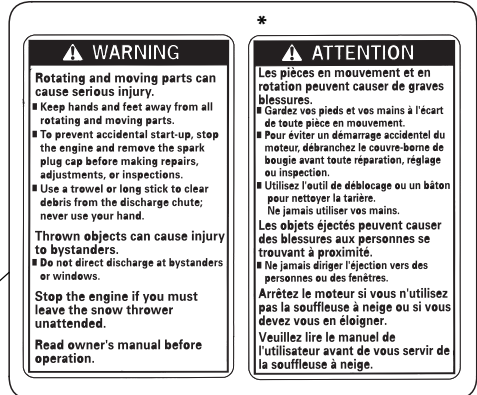 *
⚠ WARNING
Rotating and moving parts can
cause serious injury.
■ Keep hands and feet away from all
rotating and moving parts.
■ To prevent accidental start-up, stop
the engine and remove the spark
plug cap before making repairs,
adjustments, or inspections.
■ Use a trowel or long stick to clear
debris from the discharge chute;
never use your hand.
Thrown objects can cause injury
to bystanders.
■ Do not direct discharge at bystanders
or windows.
Stop the engine if you must
leave the snow thrower
unattended.
Read owner's manual before
operation.
⚠ ATTENTION
Les pièces en mouvement et en
rotation peuvent causer de graves
blessures.
■ Gardez vos pieds et vos mains à l'écart
de toute pièce en mouvement.
■ Pour éviter un démarrage accidentel du
moteur, débranchez le couvre-borne de
bougie avant toute réparation, réglage
ou inspection.
■ Utilisez l'outil de déblocage ou un bâton
pour nettoyer la tarière.
Ne jamais utiliser vos mains.
Les objets éjectés peuvent causer
des blessures aux personnes se
trouvant à proximité.
■ Ne jamais diriger l'éjection vers des
personnes ou des fenêtres.
Arrêtez le moteur si vous n'utilisez
pas la souffleuse à neige ou si vous
devez vous en éloigner.
Veuillez lire le manuel de
l'utilisateur avant de vous servir de
la souffleuse à neige.